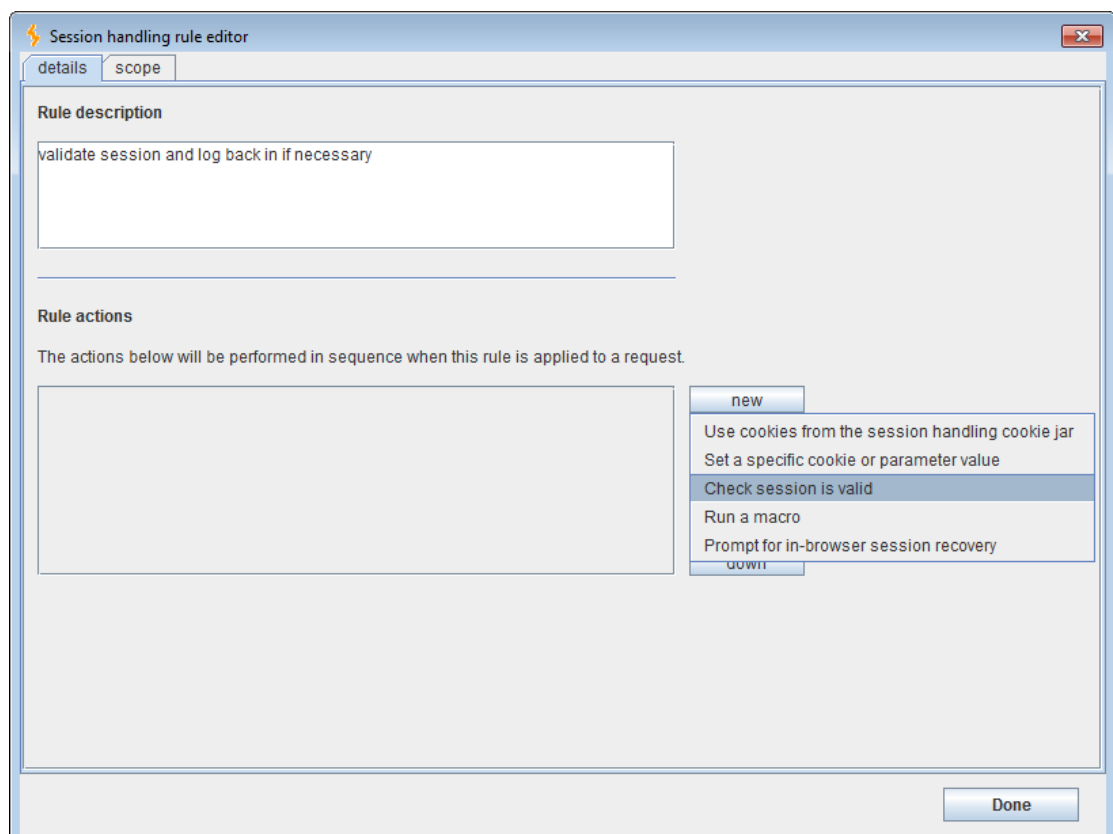 Session handling rule editor
details scope
Rule description
validate session and log back in if necessary
Rule actions
The actions below will be performed in sequence when this rule is applied to a request.
new
Use cookies from the session handling cookie jar
Set a specific cookie or parameter value
Check session is valid
Run a macro
Prompt for in-browser session recovery
down
Done